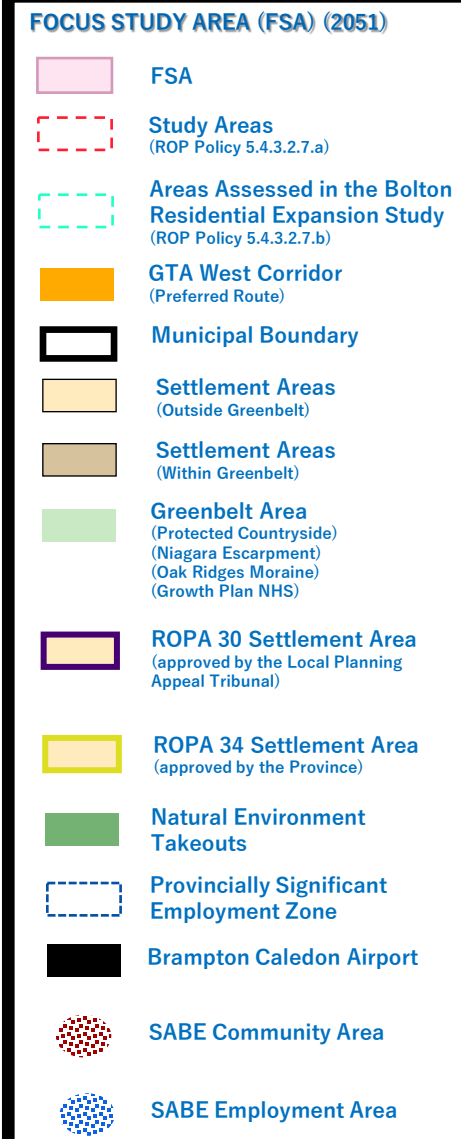 FOCUS STUDY AREA (FSA) (2051)
FSA
Study Areas
(ROP Policy 5.4.3.2.7.a)
Areas Assessed in the Bolton
Residential Expansion Study
(ROP Policy 5.4.3.2.7.b)
GTA West Corridor
(Preferred Route)
Municipal Boundary
Settlement Areas
(Outside Greenbelt)
Settlement Areas
(Within Greenbelt)
Greenbelt Area
(Protected Countryside)
(Niagara Escarpment)
(Oak Ridges Moraine)
(Growth Plan NHS)
ROPA 30 Settlement Area
(approved by the Local Planning
Appeal Tribunal)
ROPA 34 Settlement Area
(approved by the Province)
Natural Environment
Takeouts
Provincially Significant
Employment Zone
Brampton Caledon Airport
SABE Community Area
SABE Employment Area